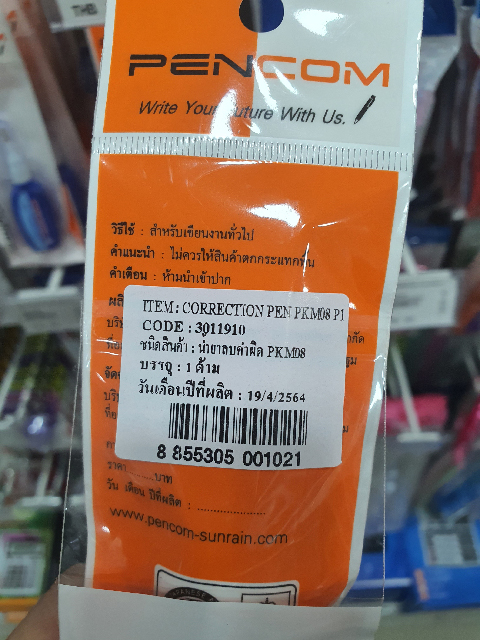 THB
PENCOM
Write Your Future With Us.
วิธีใช้ : สำหรับเขียนงานทั่วไป
คำแนะนำ : ไม่ควรให้สินค้าตกกระแทกพื้น
คำเตือน : ห้ามนำเข้าปาก
ITEM : CORRECTION PEN PKM08 P1
CODE : 3011910
ชนิดสินค้า : น้ำยาลบคำผิด PKM08
บรรจุ : 1 ด้าม
วันเดือนปีที่ผลิต : 19/4/2564
8 855305 001021
บาท
วัน เดือน ปีที่ผลิต :
www.pencom-sunrain.com